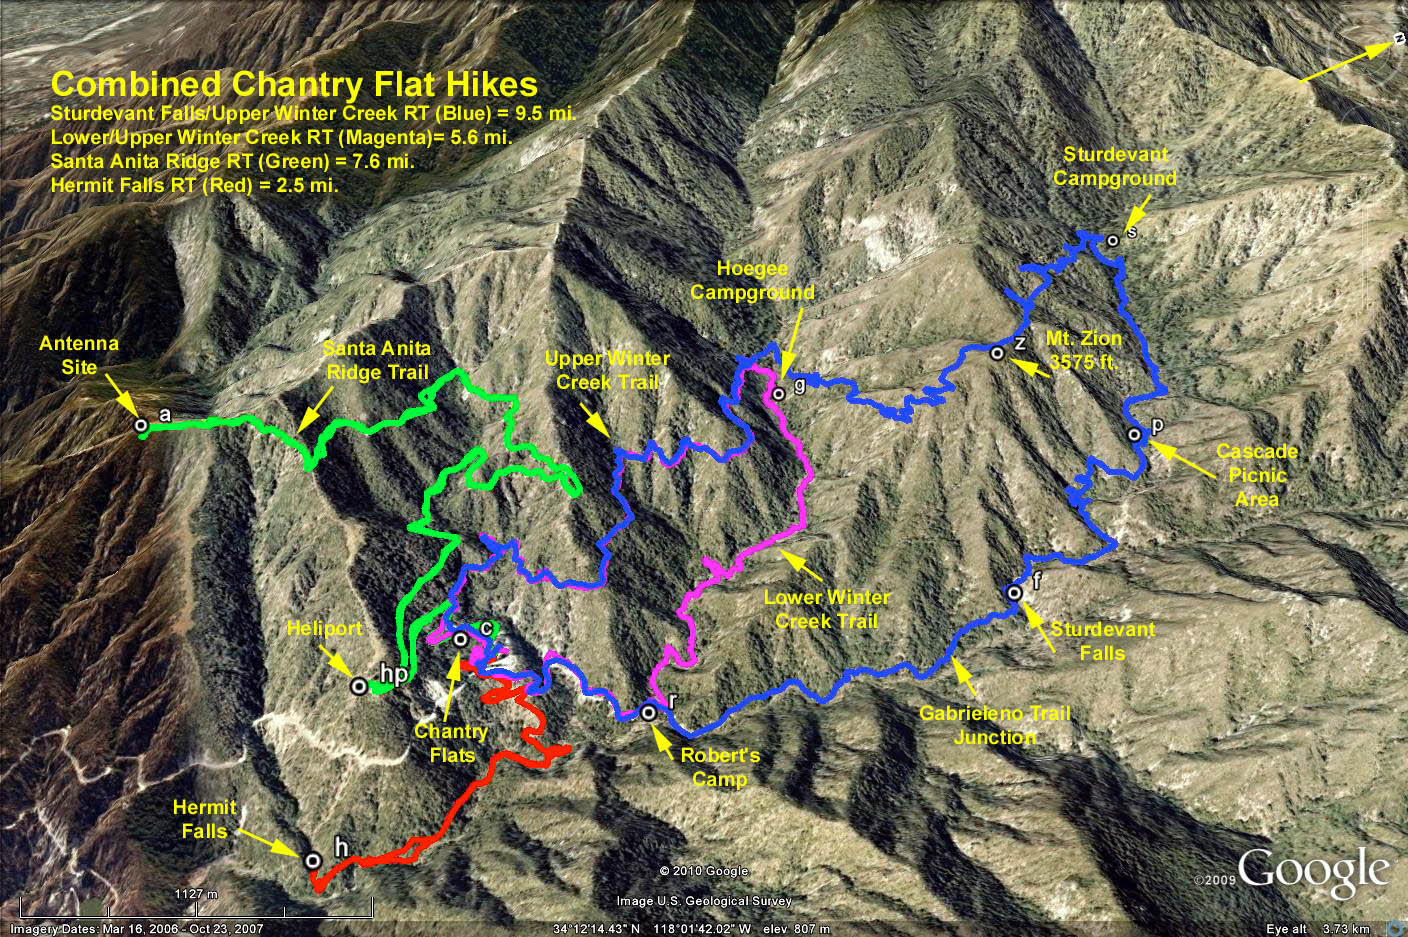 Combined Chantry Flat Hikes
Sturdevant Falls/Upper Winter Creek RT (Blue) = 9.5 mi.
Lower/Upper Winter Creek RT (Magenta)= 5.6 mi.
Santa Anita Ridge RT (Green) = 7.6 mi.
Hermit Falls RT (Red) = 2.5 mi.
N
Sturdevant
Campground
s
Hoegee
Campground
g
z
Mt. Zion
3575 ft.
Antenna
Site
a
Santa Anita
Ridge Trail
Upper Winter
Creek Trail
p
Cascade
Picnic
Area
f
Sturdevant
Falls
Lower Winter
Creek Trail
Heliport
hp
c
Chantry
Flats
r
Robert's
Camp
Gabrieleno Trail
Junction
Hermit
Falls
h
1127 m
© 2010 Google
Image U.S. Geological Survey
©2009 Google
Imagery Dates: Mar 16, 2006 - Oct 23, 2007
34°12'14.43" N 118°01'42.02" W elev 807 m
Eye alt 3.73 km